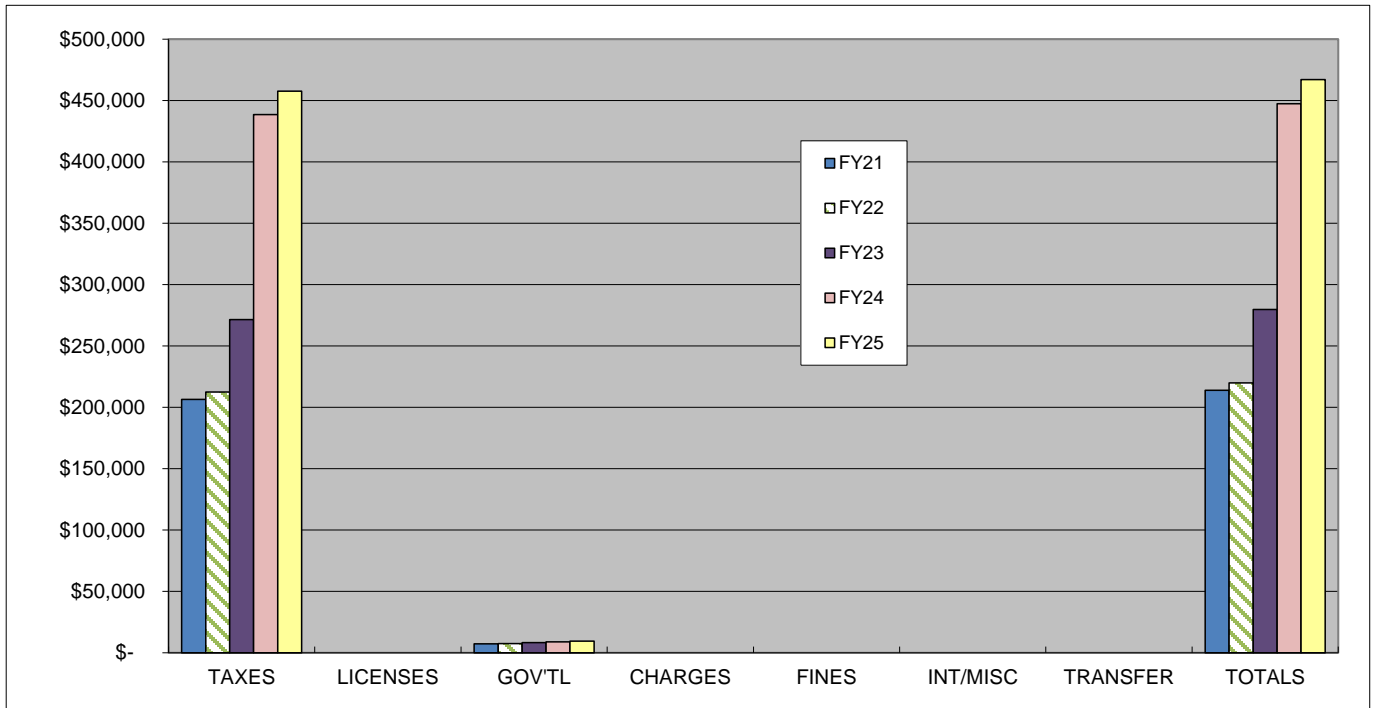 $500,000
$450,000
$400,000
$350,000
$300,000
$250,000
$200,000
$150,000
$100,000
$50,000
$-
FY21
FY22
FY23
FY24
FY25
TAXES LICENSES GOV'TL CHARGES FINES INT/MISC TRANSFER TOTALS